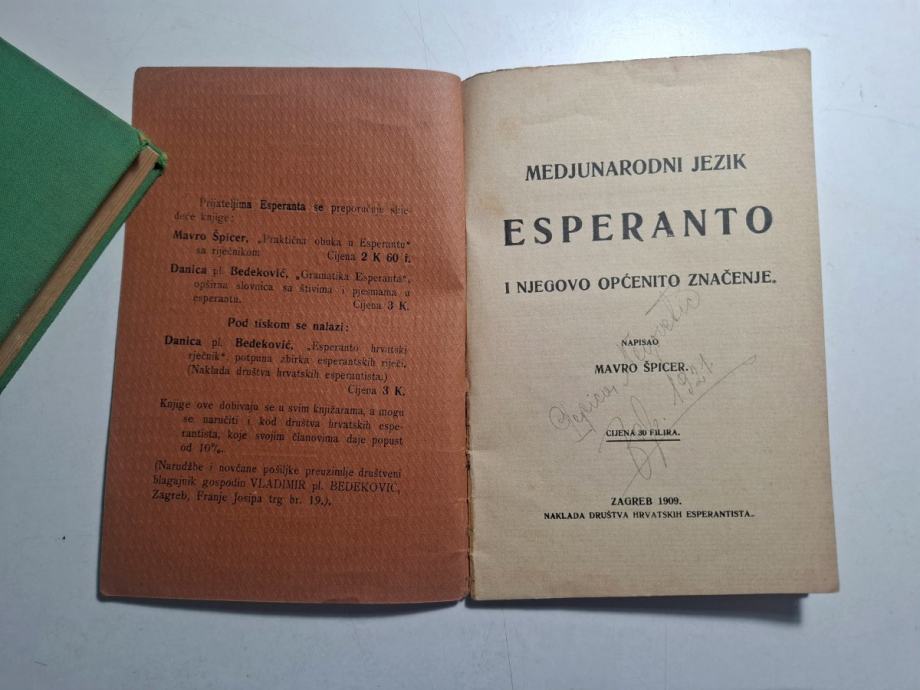 Prijateljima Esperanta se preporučuju slje-
deće knjige:
Mavro Špicer, „Praktična obuka u Esperantu“
sa riječnikom Cijena 2 K 60 f.
Danica pl. Bedeković, „Gramatika Esperanta“,
opširna slovnica sa štivima i pjesmama u
esperantu. Cijena 3 K.
Pod tiskom se nalazi:
Danica pl. Bedeković, „Esperanto hrvatski
rječnik“, potpuna zbirka esperantskih riječi.
(Naklada društva hrvatskih esperantista.)
Cijena 3 K.
Knjige ove dobivaju se u svim knjižarama, a mogu
se naručiti i kod društva hrvatskih espe-
rantista, koje svojim članovima daje popust
od 10%.
(Narudžbe i novčane pošiljke preuzimlje društveni
blagajnik gospodin VLADIMIR pl. BEDEKOVIĆ,
Zagreb, Franje Josipa trg br. 19.).
MEDJUNARODNI JEZIK
ESPERANTO
I NJEGOVO OPĆENITO ZNAČENJE.
NAPISAO
MAVRO ŠPICER.
1921.
CIJENA 30 FILIRA.
ZAGREB 1909.
NAKLADA DRUŠTVA HRVATSKIH ESPERANTISTA.